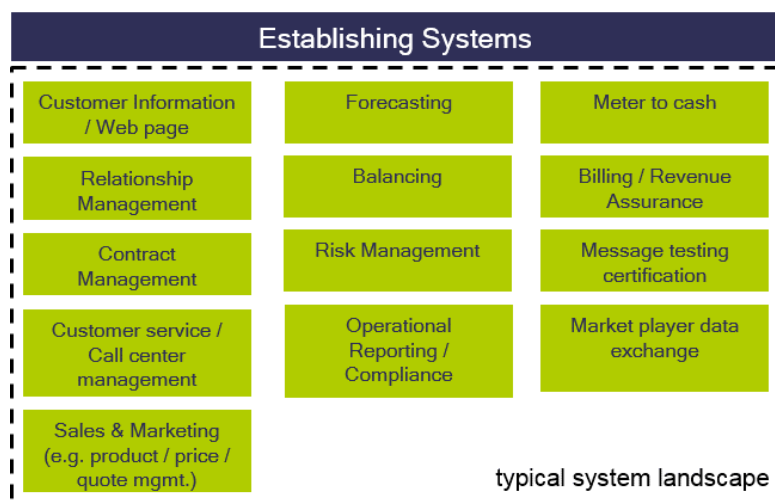 Establishing Systems
Customer Information
/ Web page
Relationship
Management
Contract
Management
Customer service /
Call center
management
Sales & Marketing
(e.g. product / price /
quote mgmt.)
Forecasting
Balancing
Risk Management
Operational
Reporting /
Compliance
Meter to cash
Billing / Revenue
Assurance
Message testing
certification
Market player data
exchange
typical system landscape